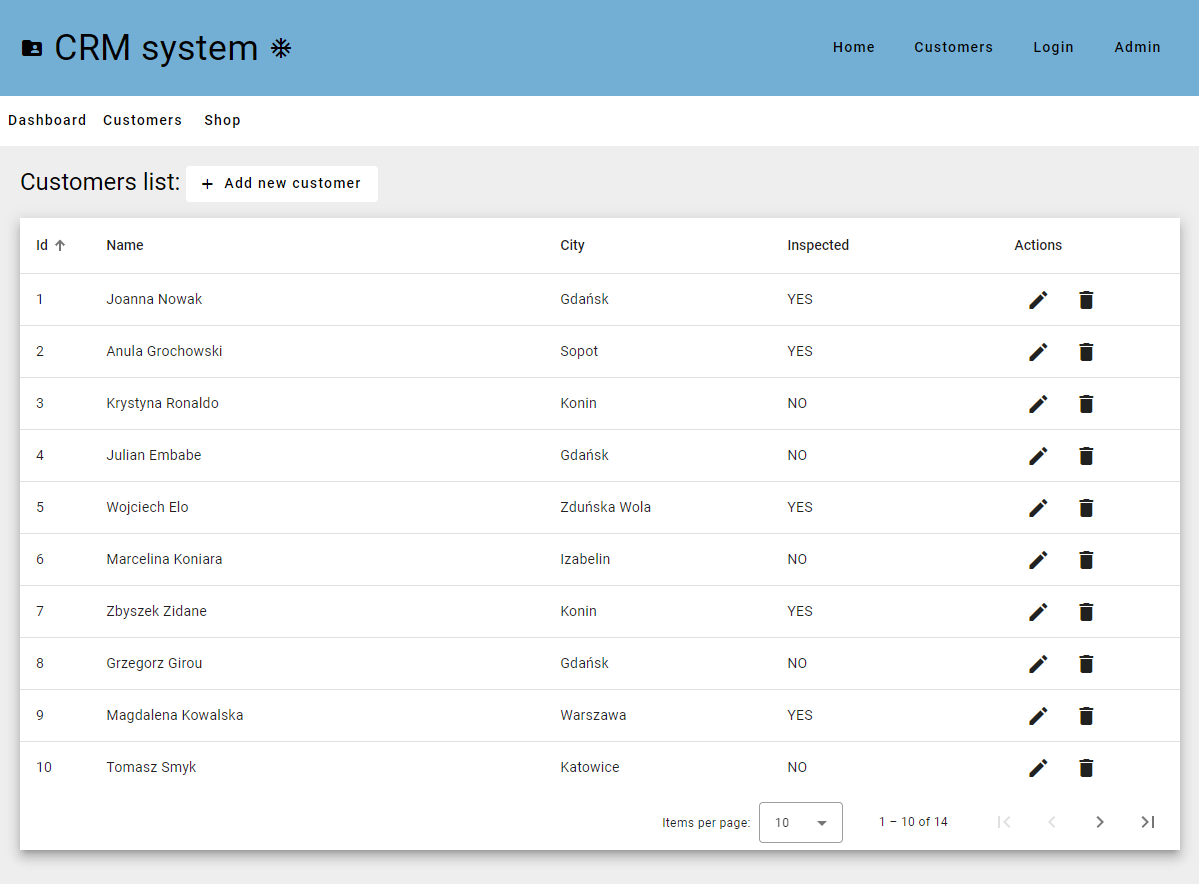 CRM system
Home Customers Login Admin
Dashboard Customers Shop
Customers list: + Add new customer
Id Name City Inspected Actions
1 Joanna Nowak Gdańsk YES
2 Anula Grochowski Sopot YES
3 Krystyna Ronaldo Konin NO
4 Julian Embabe Gdańsk NO
5 Wojciech Elo Zduńska Wola YES
6 Marcelina Koniara Izabelin NO
7 Zbyszek Zidane Konin YES
8 Grzegorz Girou Gdańsk NO
9 Magdalena Kowalska Warszawa YES
10 Tomasz Smyk Katowice NO
Items per page: 10 1 – 10 of 14